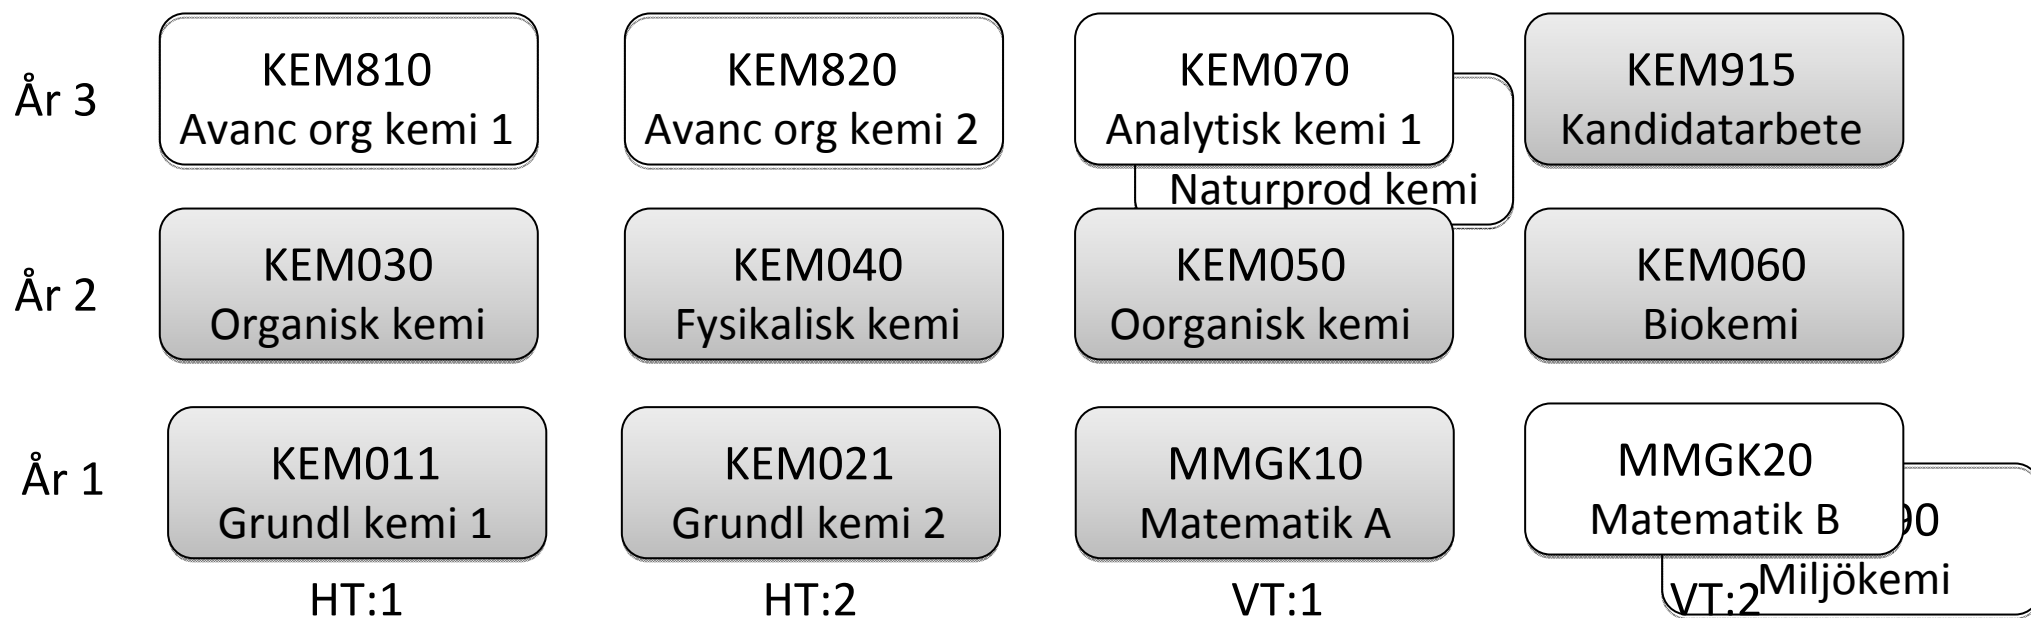 År 3
KEM810
Avanc org kemi 1
KEM820
Avanc org kemi 2
KEM070
Analytisk kemi 1
Naturprod kemi
KEM915
Kandidatarbete
År 2
KEM030
Organisk kemi
KEM040
Fysikalisk kemi
KEM050
Oorganisk kemi
KEM060
Biokemi
År 1
KEM011
Grundl kemi 1
KEM021
Grundl kemi 2
MMGK10
Matematik A
MMGK20
Matematik B
Miljökemi
HT:1
HT:2
VT:1
VT:2